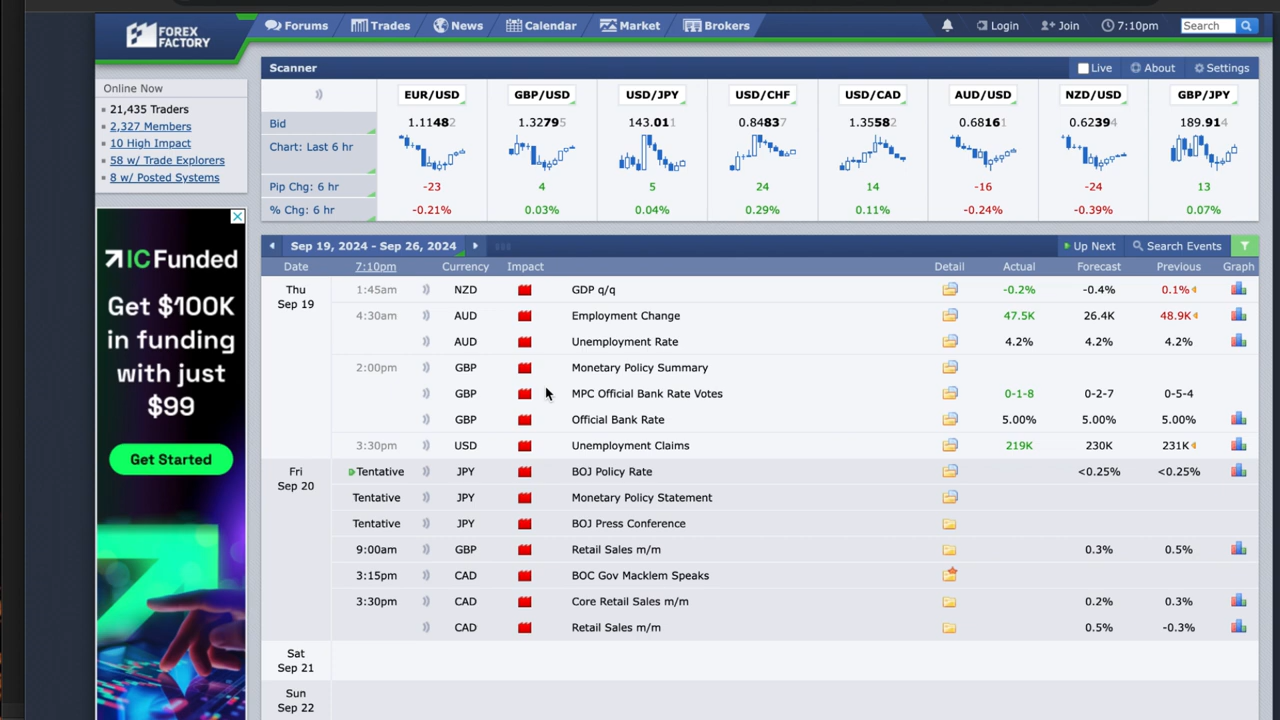 FOREX
FACTORY
Forums Trades News Calendar Market Brokers Login Join 7:10pm Search
Online Now
21,435 Traders
2,327 Members
10 High Impact
58 w/ Trade Explorers
8 w/ Posted Systems
IC Funded
Get $100K
in funding
with just
$99
Get Started
Scanner Live About Settings
EUR/USD GBP/USD USD/JPY USD/CHF USD/CAD AUD/USD NZD/USD GBP/JPY
Bid 1.11482 1.32795 143.011 0.84837 1.35582 0.68161 0.62394 189.914
Chart: Last 6 hr
Pip Chg: 6 hr -23 4 5 24 14 -16 -24 13
% Chg: 6 hr -0.21% 0.03% 0.04% 0.29% 0.11% -0.24% -0.39% 0.07%
Sep 19, 2024 - Sep 26, 2024 Up Next Search Events
Date 7:10pm Currency Impact Detail Actual Forecast Previous Graph
Thu
Sep 19
1:45am NZD GDP q/q -0.2% -0.4% 0.1%
4:30am AUD Employment Change 47.5K 26.4K 48.9K
AUD Unemployment Rate 4.2% 4.2% 4.2%
2:00pm GBP Monetary Policy Summary
GBP MPC Official Bank Rate Votes 0-1-8 0-2-7 0-5-4
GBP Official Bank Rate 5.00% 5.00% 5.00%
3:30pm USD Unemployment Claims 219K 230K 231K
Fri
Sep 20
Tentative JPY BOJ Policy Rate <0.25% <0.25%
Tentative JPY Monetary Policy Statement
Tentative JPY BOJ Press Conference
9:00am GBP Retail Sales m/m 0.3% 0.5%
3:15pm CAD BOC Gov Macklem Speaks
3:30pm CAD Core Retail Sales m/m 0.2% 0.3%
CAD Retail Sales m/m 0.5% -0.3%
Sat
Sep 21
Sun
Sep 22